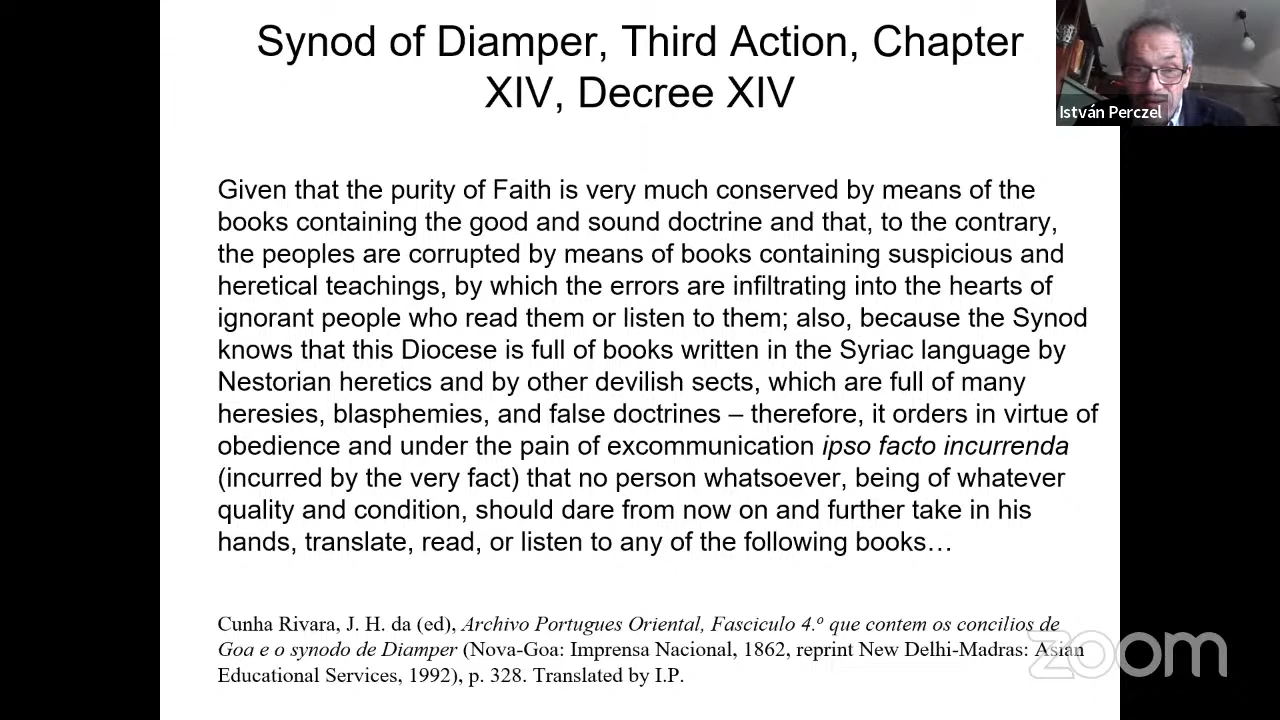 Synod of Diamper, Third Action, Chapter
XIV, Decree XIV
István Perczel
Given that the purity of Faith is very much conserved by means of the
books containing the good and sound doctrine and that, to the contrary,
the peoples are corrupted by means of books containing suspicious and
heretical teachings, by which the errors are infiltrating into the hearts of
ignorant people who read them or listen to them; also, because the Synod
knows that this Diocese is full of books written in the Syriac language by
Nestorian heretics and by other devilish sects, which are full of many
heresies, blasphemies, and false doctrines – therefore, it orders in virtue of
obedience and under the pain of excommunication ipso facto incurrenda
(incurred by the very fact) that no person whatsoever, being of whatever
quality and condition, should dare from now on and further take in his
hands, translate, read, or listen to any of the following books…
Cunha Rivara, J. H. da (ed), Archivo Portugues Oriental, Fasciculo 4.º que contem os concilios de
Goa e o synodo de Diamper (Nova-Goa: Imprensa Nacional, 1862, reprint New Delhi-Madras: Asian
Educational Services, 1992), p. 328. Translated by I.P.
zoom